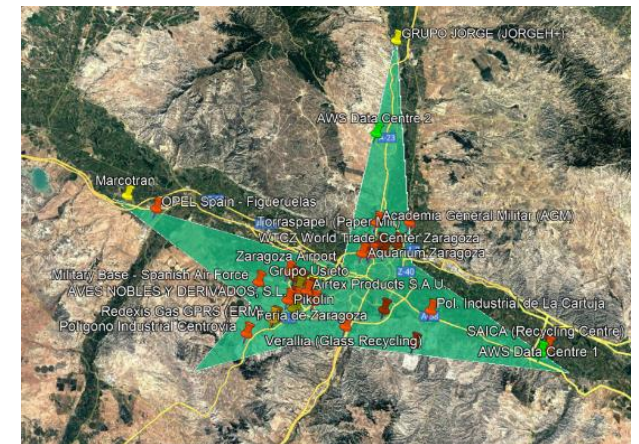 GRUPO JORGE (JORGEH+)
AWS Data Centre 2
A-23
Marcotran
OPEL Spain - Figueruelas
Torraspapel (Paper Mill)
Academia General Militar (AGM)
WTCZ World Trade Center Zaragoza
Zaragoza Airport
Aquarium Zaragoza
Grupo Usieto
Z-40
Military Base - Spanish Air Force
Airtex Products S.A.U.
AVES NOBLES Y DERIVADOS, S.L.
Pikolin
Pol. Industrial de La Cartuja
Redexis Gas GPRS (ERM)
Feria de Zaragoza
Poligono Industrial Centrovia
SAICA (Recycling Centre)
Verallia (Glass Recycling)
AWS Data Centre 1